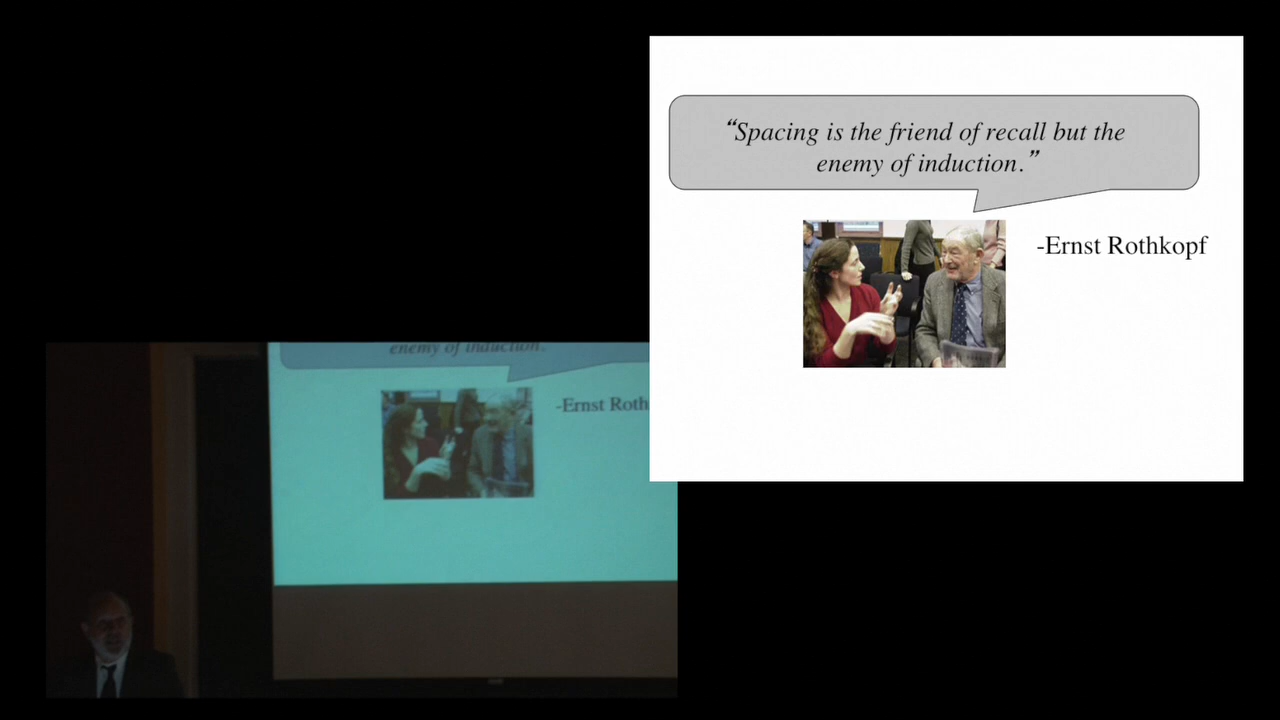 “Spacing is the friend of recall but the
enemy of induction.”
-Ernst Rothkopf
enemy of induction.
-Ernst Roth